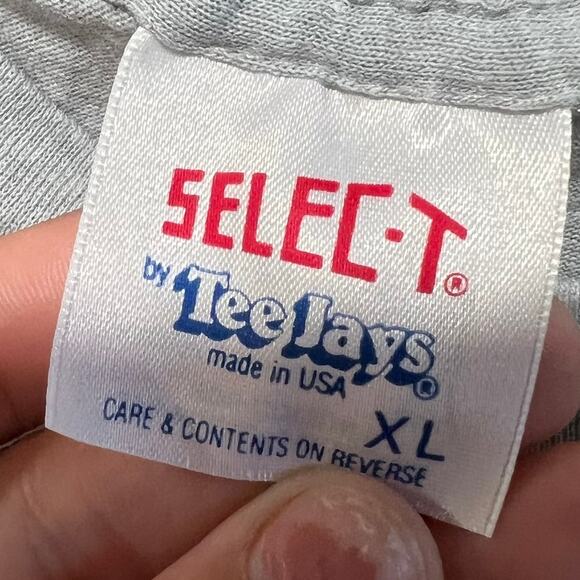 SELEC-T®
by Tee Jays®
made in USA
XL
CARE & CONTENTS ON REVERSE